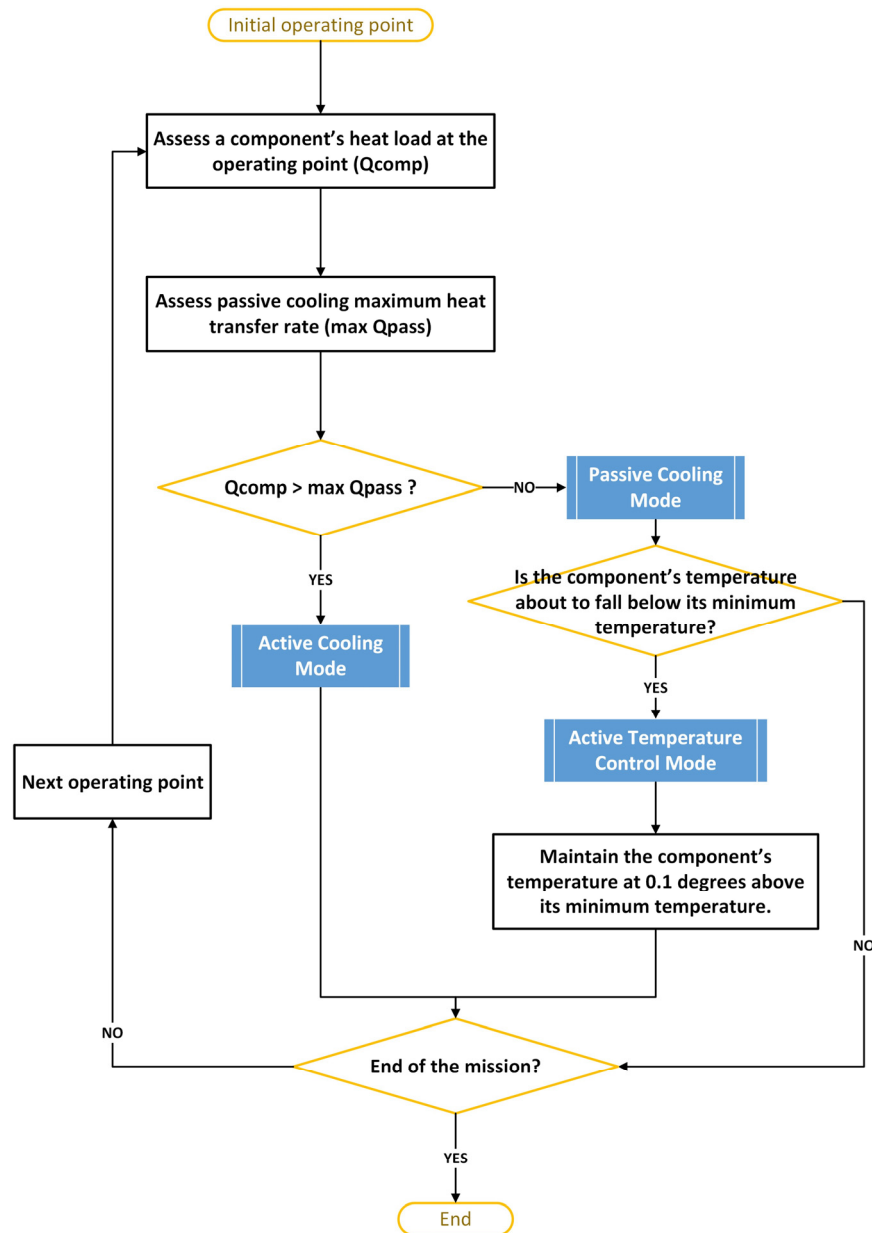 Initial operating point
Assess a component’s heat load at the
operating point (Qcomp)
Assess passive cooling maximum heat
transfer rate (max Qpass)
Qcomp > max Qpass ?
NO
Passive Cooling
Mode
YES
Is the component’s temperature
about to fall below its minimum
temperature?
Active Cooling
Mode
YES
Active Temperature
Control Mode
Next operating point
Maintain the component’s
temperature at 0.1 degrees above
its minimum temperature.
NO
NO
End of the mission?
YES
End